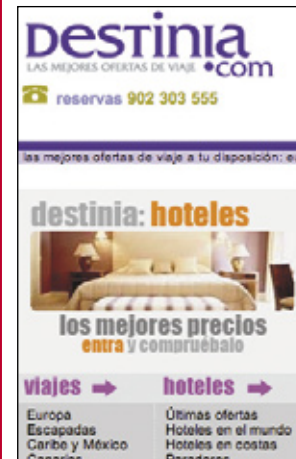 DESTINIA
LAS MEJORES OFERTAS DE VIAJE .com
reservas 902 303 555
las mejores ofertas de viaje a tu disposición:
destinia: hoteles
los mejores precios
entra y compruébalo
viajes
Europa
Escapadas
Caribe y México
Canarias
hoteles
Últimas ofertas
Hoteles en el mundo
Hoteles en costas
Paradores